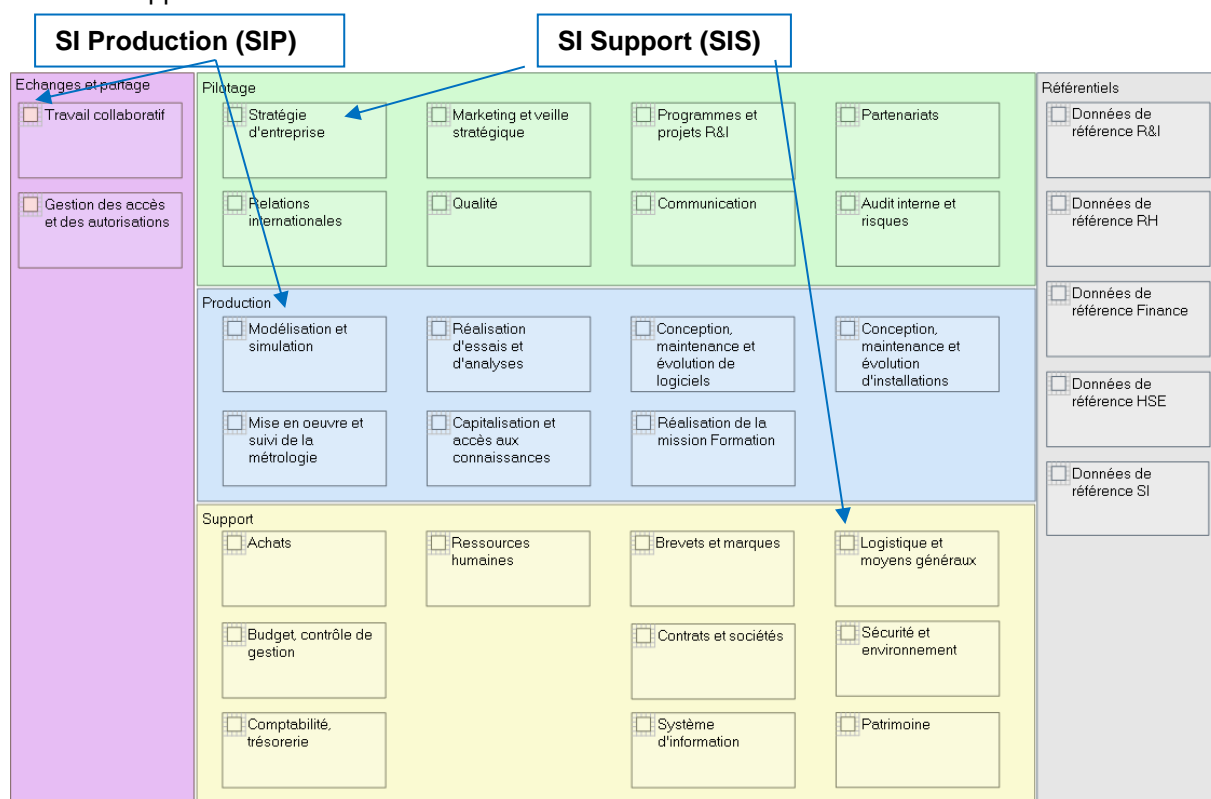 SI Production (SIP)
SI Support (SIS)
Echanges et partage
Travail collaboratif
Gestion des accès
et des autorisations
Pilotage
Stratégie
d'entreprise
Marketing et veille
stratégique
Programmes et
projets R&I
Partenariats
Relations
internationales
Qualité
Communication
Audit interne et
risques
Production
Modélisation et
simulation
Réalisation
d'essais et
d'analyses
Conception,
maintenance et
évolution de
logiciels
Conception,
maintenance et
évolution
d'installations
Mise en oeuvre et
suivi de la
métrologie
Capitalisation et
accès aux
connaissances
Réalisation de la
mission Formation
Support
Achats
Ressources
humaines
Brevets et marques
Logistique et
moyens généraux
Budget, contrôle de
gestion
Contrats et sociétés
Sécurité et
environnement
Comptabilité,
trésorerie
Système
d'information
Patrimoine
Référentiels
Données de
référence R&I
Données de
référence RH
Données de
référence Finance
Données de
référence HSE
Données de
référence SI